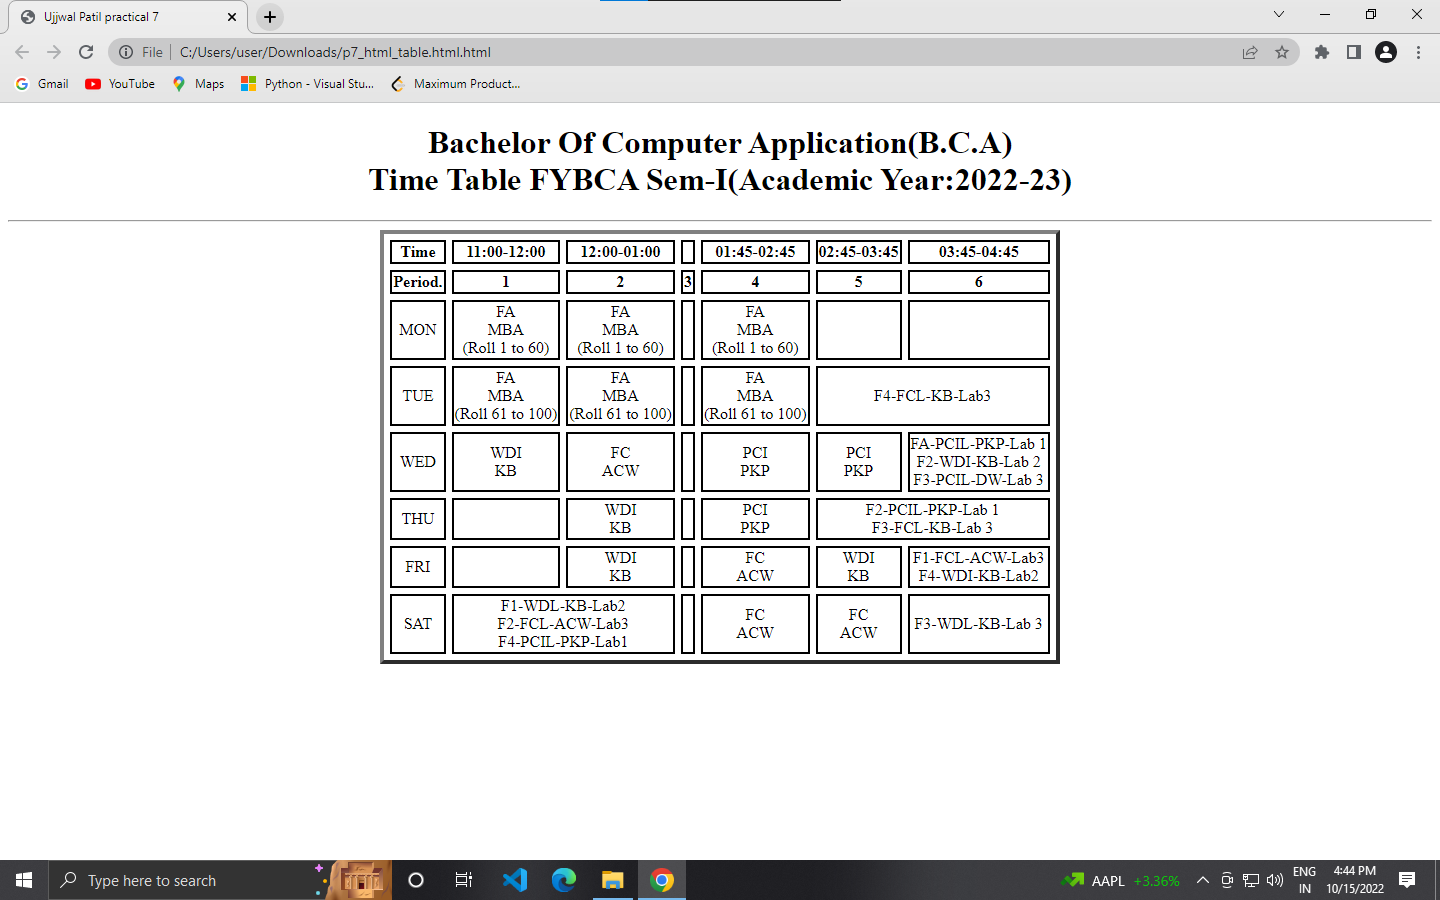 Ujjwal Patil practical 7
File C:/Users/user/Downloads/p7_html_table.html.html
Gmail YouTube Maps Python - Visual Stu... Maximum Product...
Bachelor Of Computer Application(B.C.A)
Time Table FYBCA Sem-I(Academic Year:2022-23)
Time 11:00-12:00 12:00-01:00 01:45-02:45 02:45-03:45 03:45-04:45
Period. 1 2 3 4 5 6
FA FA FA
MON MBA MBA MBA
(Roll 1 to 60) (Roll 1 to 60) (Roll 1 to 60)
FA FA FA
TUE MBA MBA MBA F4-FCL-KB-Lab3
(Roll 61 to 100) (Roll 61 to 100) (Roll 61 to 100)
FA-PCIL-PKP-Lab 1
WDI FC PCI PCI
WED F2-WDI-KB-Lab 2
KB ACW PKP PKP
F3-PCIL-DW-Lab 3
WDI PCI F2-PCIL-PKP-Lab 1
THU
KB PKP F3-FCL-KB-Lab 3
WDI FC WDI F1-FCL-ACW-Lab3
FRI
KB ACW KB F4-WDI-KB-Lab2
F1-WDL-KB-Lab2
FC FC
SAT F2-FCL-ACW-Lab3 F3-WDL-KB-Lab 3
ACW ACW
F4-PCIL-PKP-Lab1
Type here to search
AAPL +3.36%
ENG
IN
4:44 PM
10/15/2022